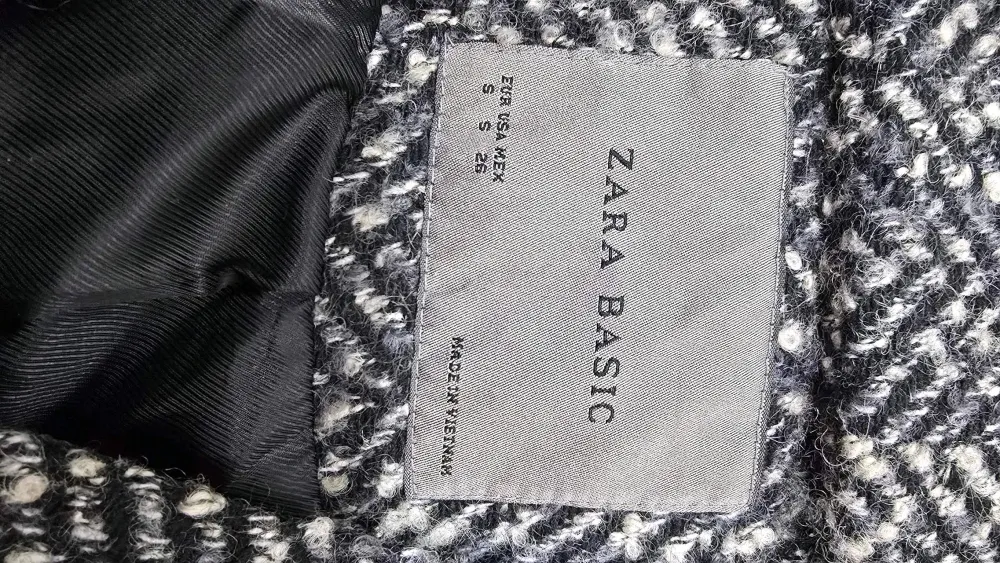 ZARA BASIC
EUR USA MEX
S S 26
MADE IN VIETNAM